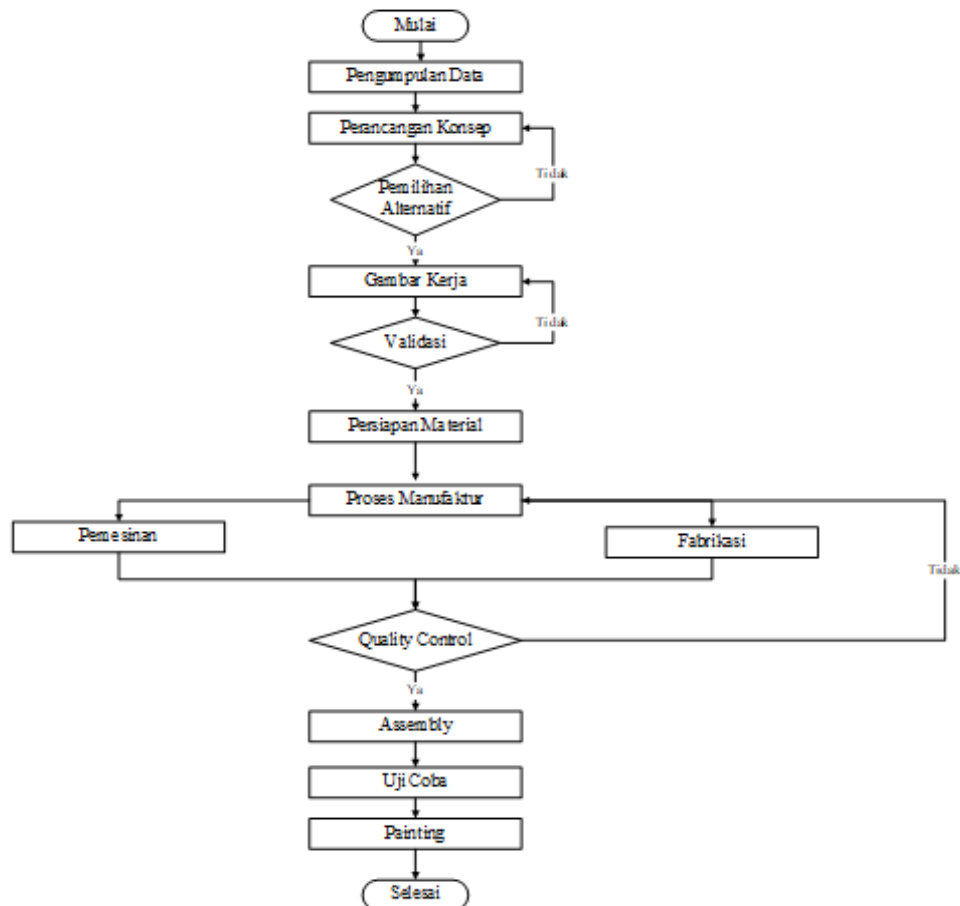 Mulai
Pengumpulan Data
Perancangan Konsep
Tidak
Pemilihan
Alternatif
Ya
Gambar Kerja
Tidak
Validasi
Ya
Persiapan Material
Proses Manufaktur
Pemesinan
Fabrikasi
Tidak
Quality Control
Ya
Assembly
Uji Coba
Painting
Selesai